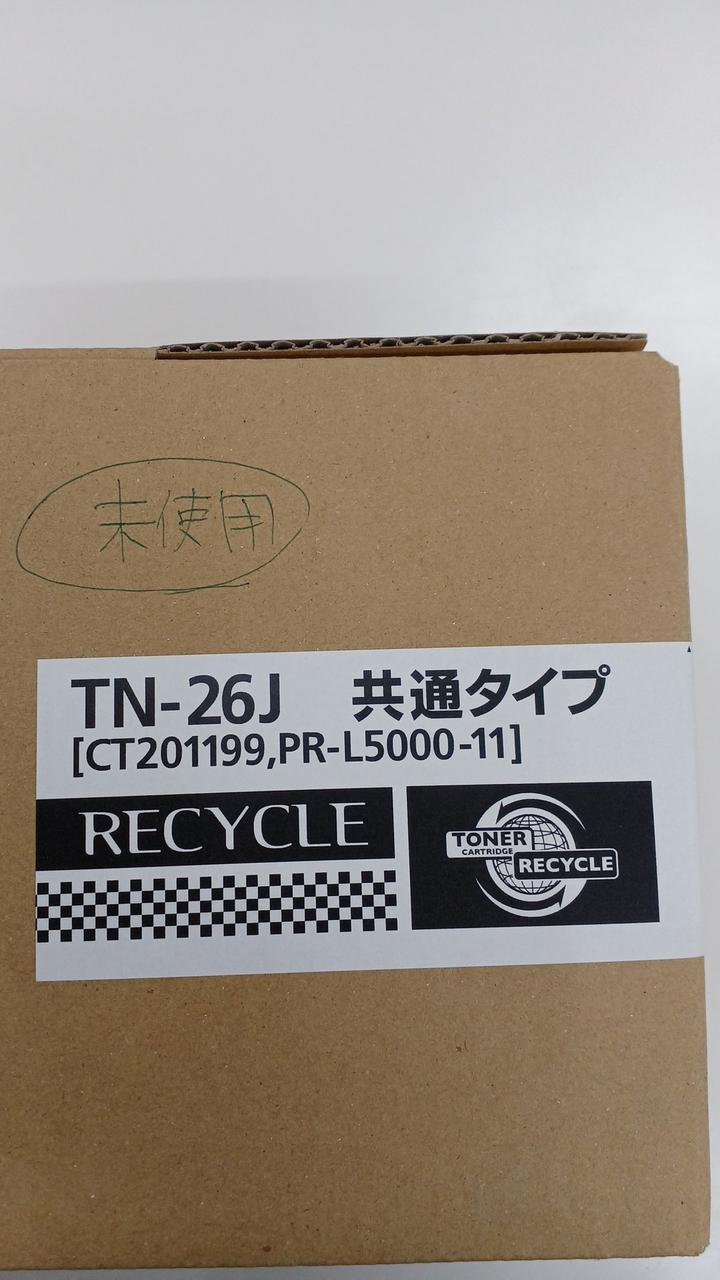 未使用
TN-26J 共通タイプ
[CT201199,PR-L5000-11]
RECYCLE
TONER
CARTRIDGE
RECYCLE